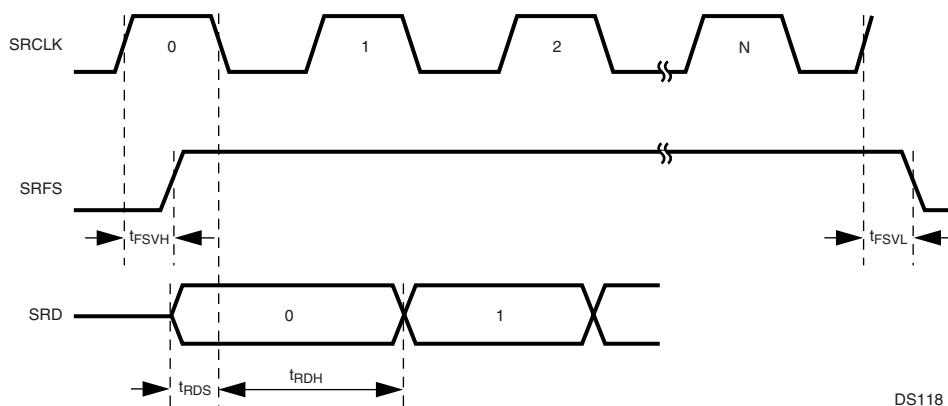 SRCLK 0 1 2 N
SRFS
tFSVH tFSVL
SRD 0 1
tRDS tRDH
DS118